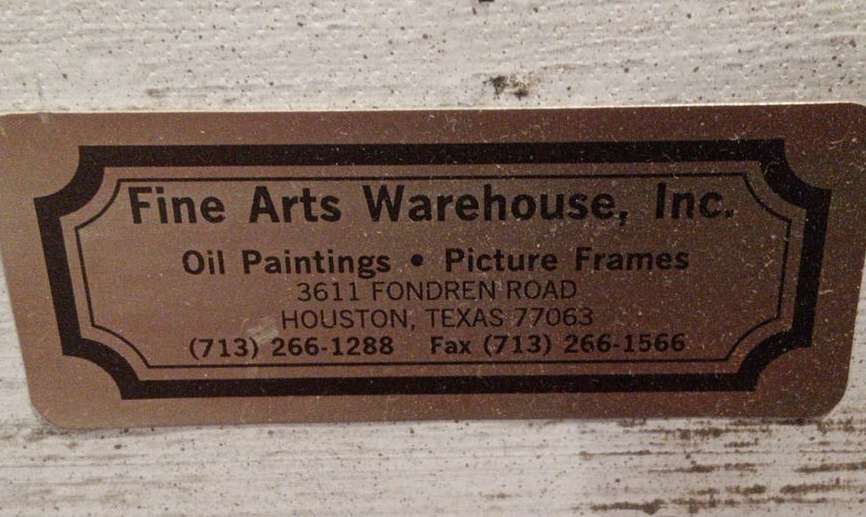 Fine Arts Warehouse, Inc.
Oil Paintings • Picture Frames
3611 FONDREN ROAD
HOUSTON, TEXAS 77063
(713) 266-1288 Fax (713) 266-1566